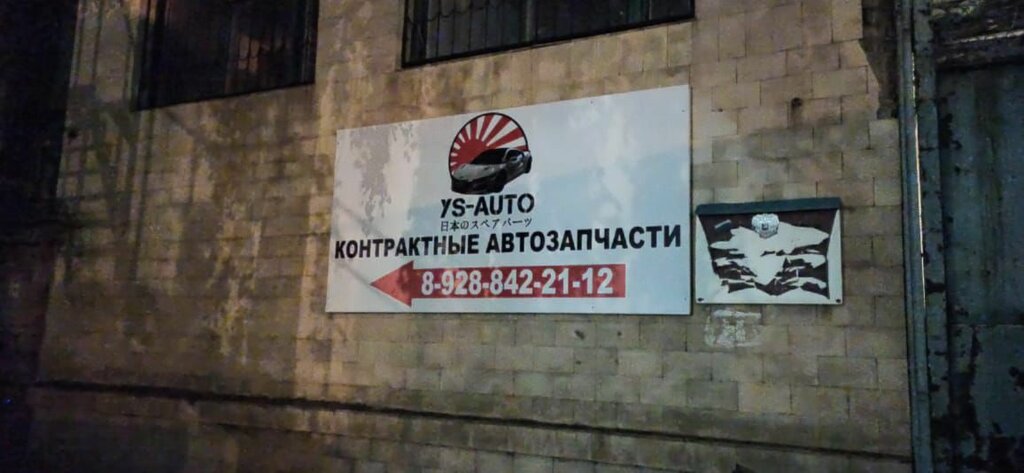 YS-AUTO
日本のスペアパーツ
КОНТРАКТНЫЕ АВТОЗАПЧАСТИ
8-928-842-21-12